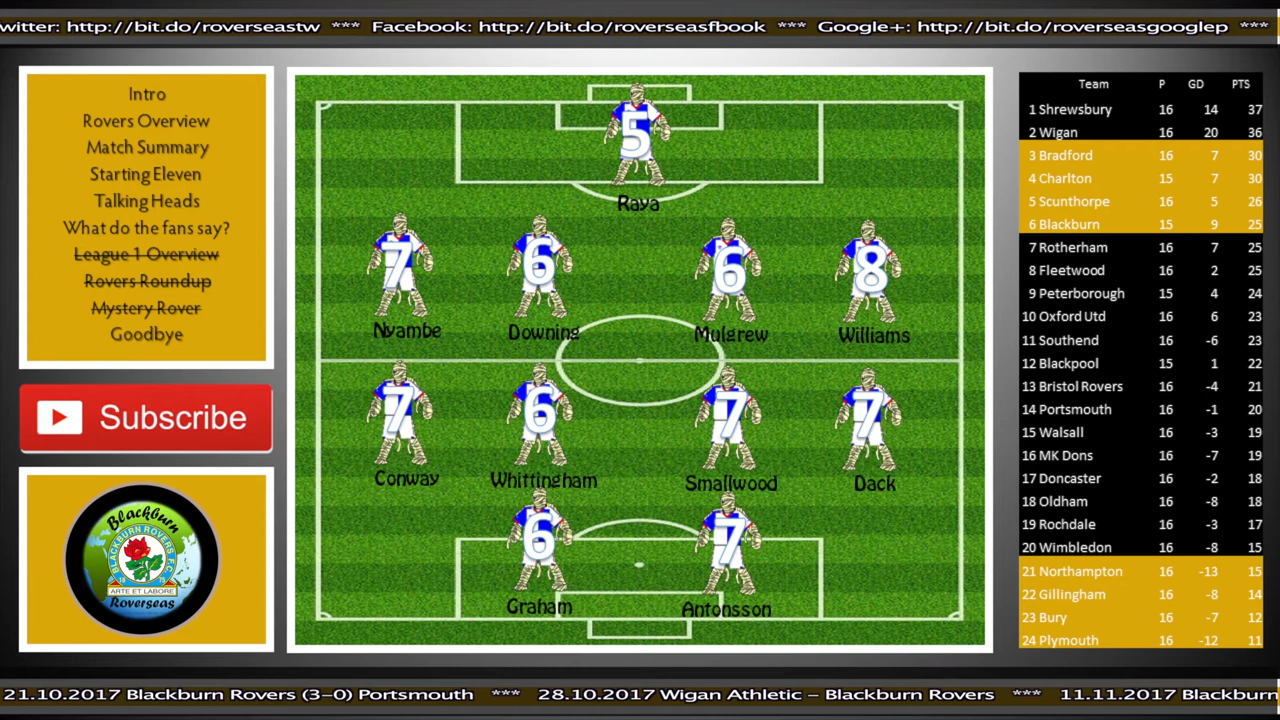 witter: http://bit.do/roverseastw *** Facebook: http://bit.do/roverseasfbook *** Google+: http://bit.do/roverseasgooglep ***
Intro
Rovers Overview
Match Summary
Starting Eleven
Talking Heads
What do the fans say?
League 1 Overview
Rovers Roundup
Mystery Rover
Goodbye
Subscribe
Blackburn
BLACKBURN ROVERS F.C.
18 75
ARTE ET LABORE
Roverseas
5
Raya
7 6 6 8
Nyambe Downing Mulgrew Williams
7 6 7 7
Conway Whittingham Smallwood Dack
6 7
Graham Antonsson
Team P GD PTS
1 Shrewsbury 16 14 37
2 Wigan 16 20 36
3 Bradford 16 7 30
4 Charlton 15 7 30
5 Scunthorpe 16 5 26
6 Blackburn 15 9 25
7 Rotherham 16 7 25
8 Fleetwood 16 2 25
9 Peterborough 15 4 24
10 Oxford Utd 16 6 23
11 Southend 16 -6 23
12 Blackpool 15 1 22
13 Bristol Rovers 16 -4 21
14 Portsmouth 16 -1 20
15 Walsall 16 -3 19
16 MK Dons 16 -7 19
17 Doncaster 16 -2 18
18 Oldham 16 -8 18
19 Rochdale 16 -3 17
20 Wimbledon 16 -8 15
21 Northampton 16 -13 15
22 Gillingham 16 -8 14
23 Bury 16 -7 12
24 Plymouth 16 -12 11
21.10.2017 Blackburn Rovers (3-0) Portsmouth *** 28.10.2017 Wigan Athletic – Blackburn Rovers *** 11.11.2017 Blackburn